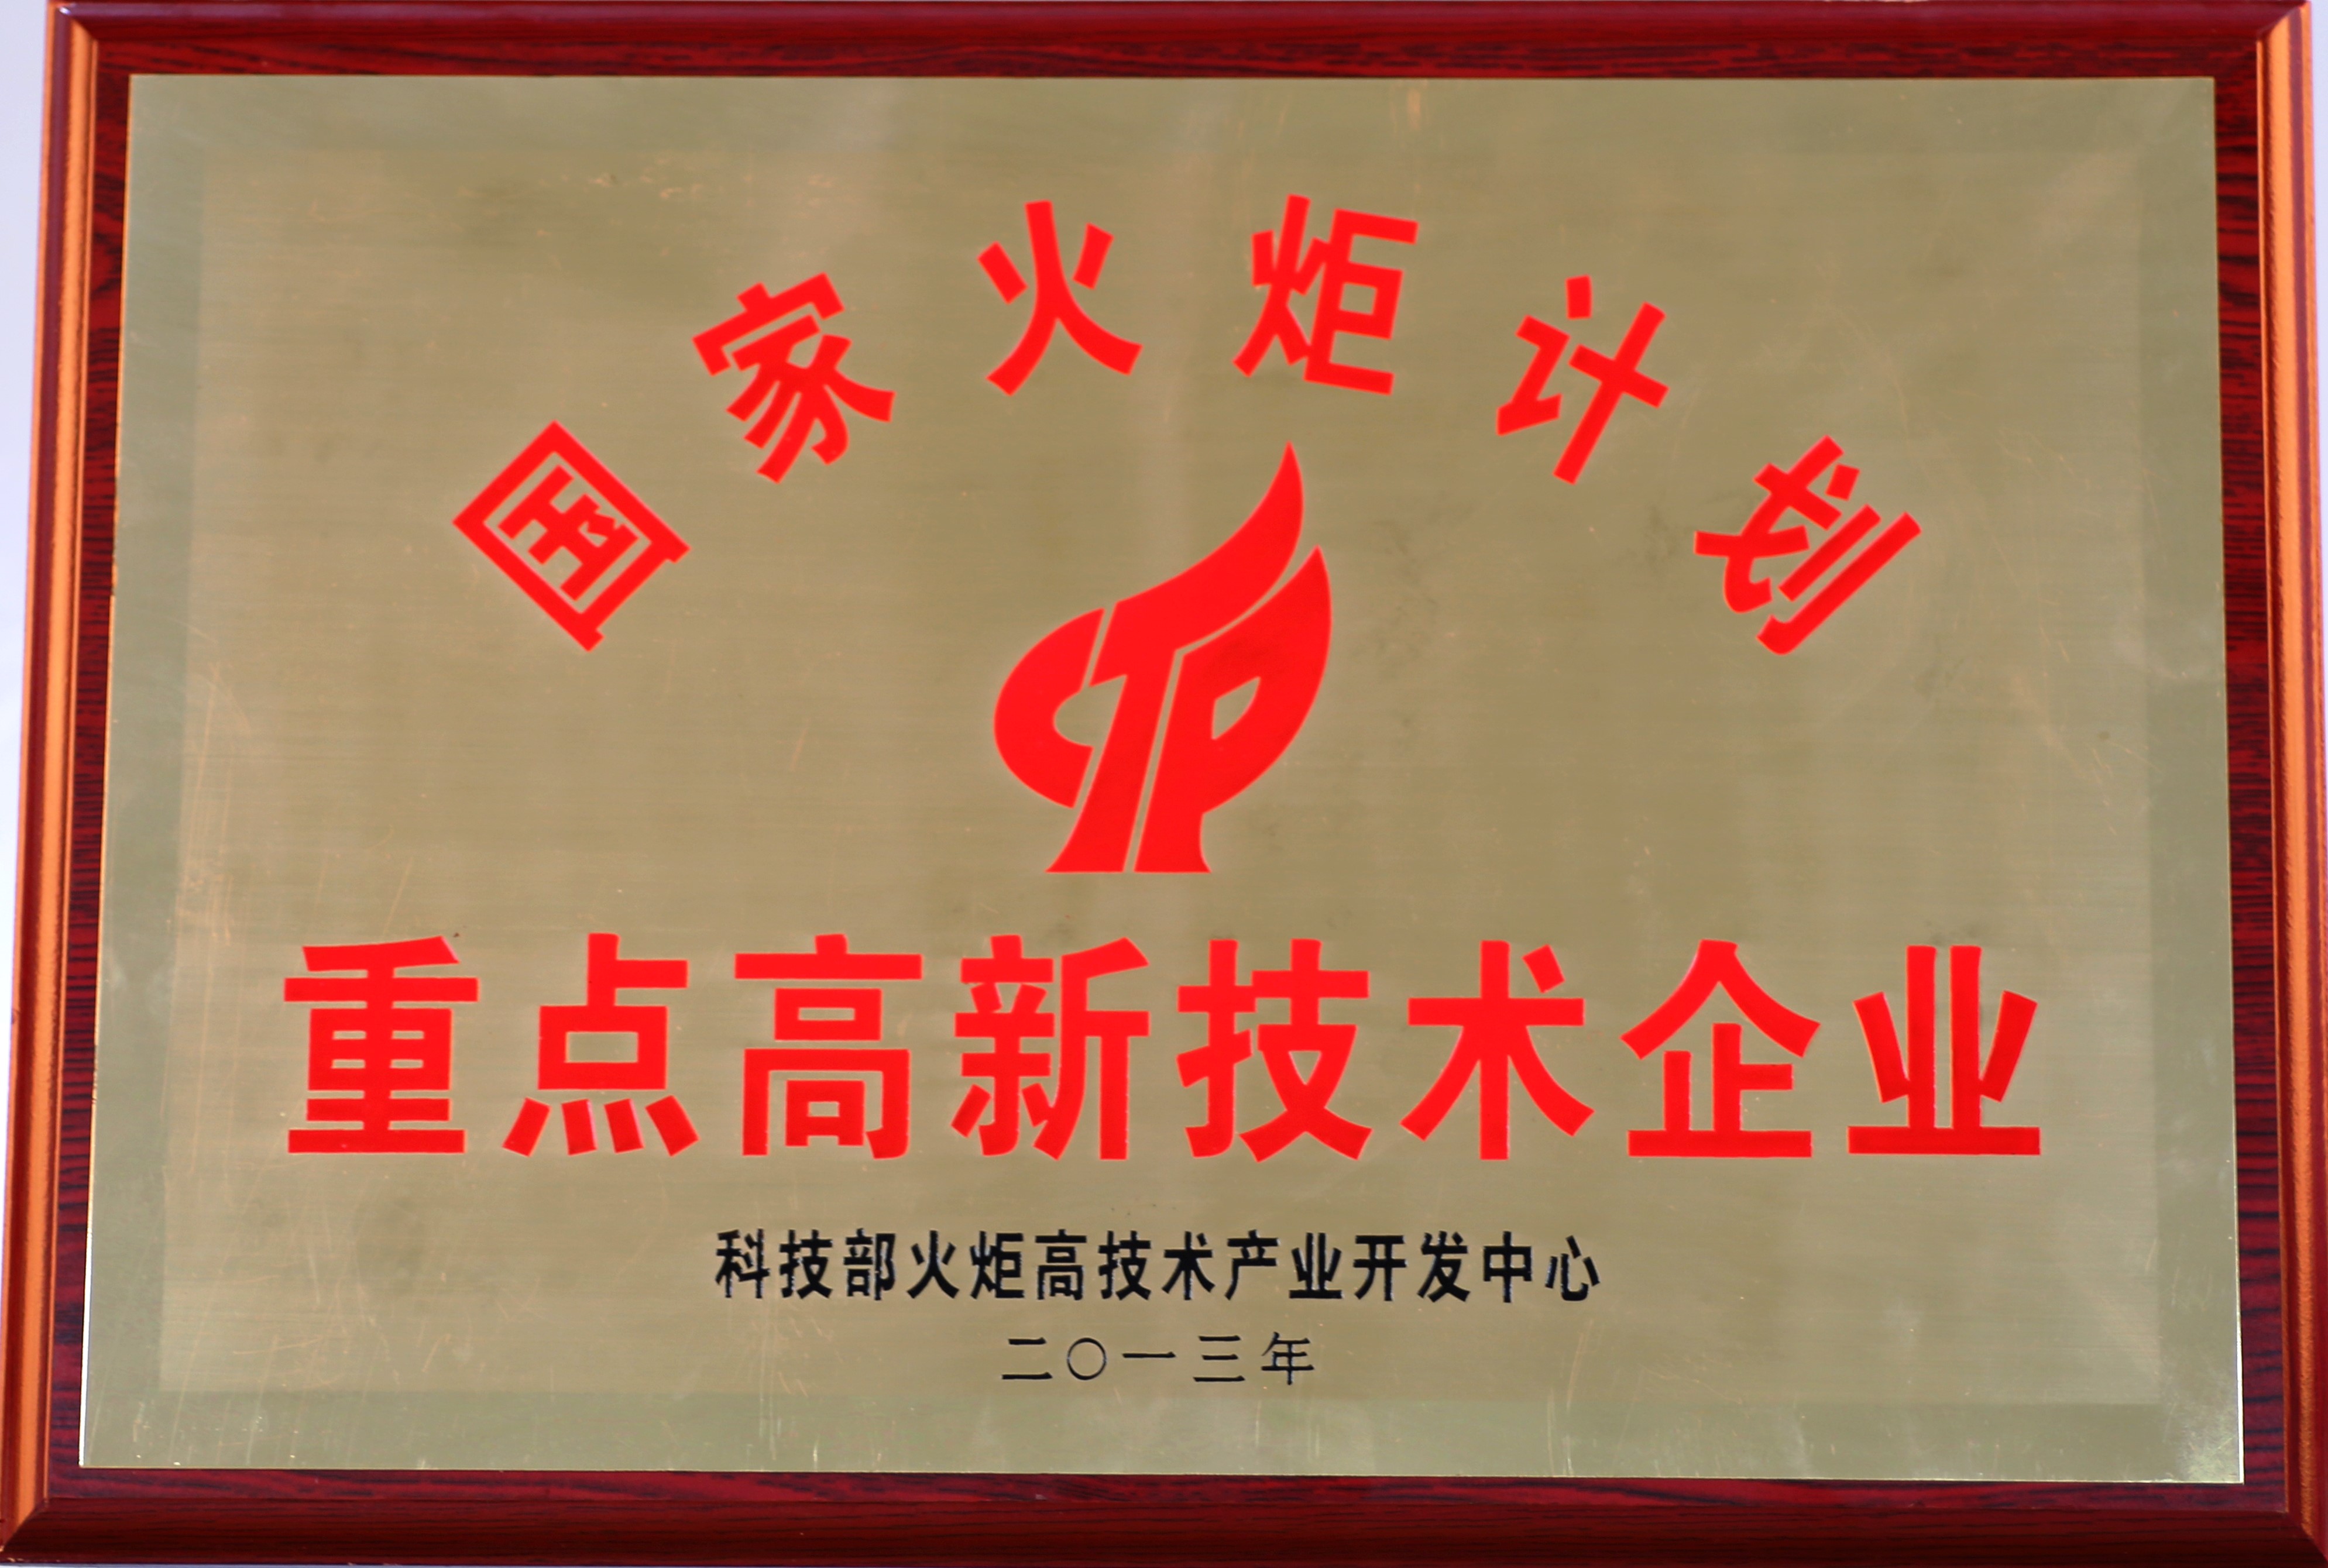 国家火炬计划
重点高新技术企业
科技部火炬高技术产业开发中心
二〇一三年